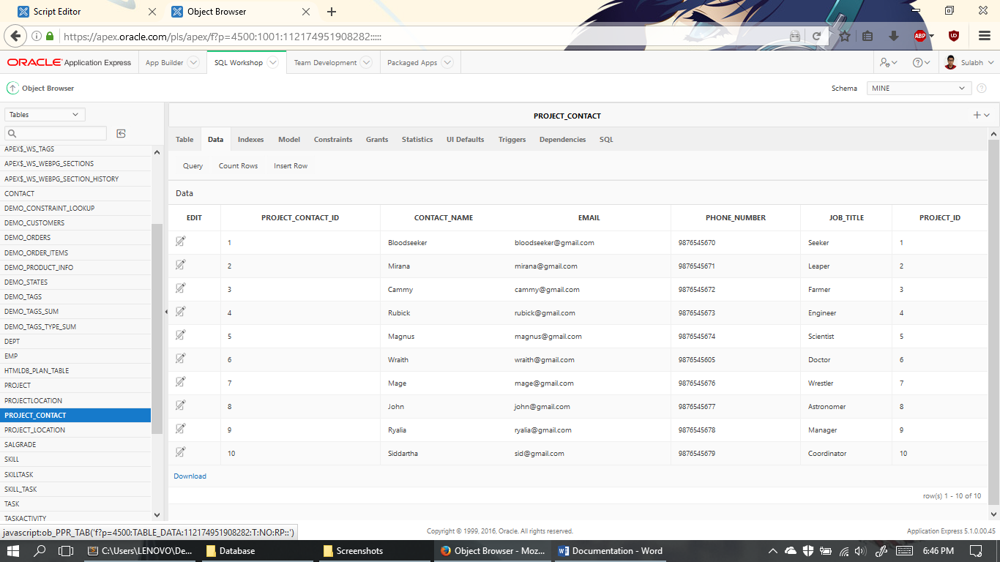 Script Editor
Object Browser
https://apex.oracle.com/pls/apex/f?p=4500:1001:112174951908282:::::
ABP
ORACLE Application Express
App Builder
SQL Workshop
Team Development
Packaged Apps
Sulabh
Object Browser
Schema
MINE
Tables
PROJECT_CONTACT
APEX$_WS_TAGS
APEX$_WS_WEBPG_SECTIONS
APEX$_WS_WEBPG_SECTION_HISTORY
CONTACT
DEMO_CONSTRAINT_LOOKUP
DEMO_CUSTOMERS
DEMO_ORDERS
DEMO_ORDER_ITEMS
DEMO_PRODUCT_INFO
DEMO_STATES
DEMO_TAGS
DEMO_TAGS_SUM
DEMO_TAGS_TYPE_SUM
DEPT
EMP
HTMLDB_PLAN_TABLE
PROJECT
PROJECTLOCATION
PROJECT_CONTACT
PROJECT_LOCATION
SALGRADE
SKILL
SKILLTASK
SKILL_TASK
TASK
TASKACTIVITY
Table Data Indexes Model Constraints Grants Statistics UI Defaults Triggers Dependencies SQL
Query Count Rows Insert Row
Data
EDIT PROJECT_CONTACT_ID CONTACT_NAME EMAIL PHONE_NUMBER JOB_TITLE PROJECT_ID
1 Bloodseeker bloodseeker@gmail.com 9876545670 Seeker 1
2 Mirana mirana@gmail.com 9876545671 Leaper 2
3 Cammy cammy@gmail.com 9876545672 Farmer 3
4 Rubick rubick@gmail.com 9876545673 Engineer 4
5 Magnus magnus@gmail.com 9876545674 Scientist 5
6 Wraith wraith@gmail.com 987654605 Doctor 6
7 Mage mage@gmail.com 9876545676 Wrestler 7
8 John john@gmail.com 9876545677 Astronomer 8
9 Ryalia ryalia@gmail.com 9876545678 Manager 9
10 Siddartha sid@gmail.com 9876545679 Coordinator 10
Download
row(s) 1 - 10 of 10
javascript:ob_PPR_TAB('f?p=4500:TABLE_DATA:112174951908282:T:NO:RP::')
Copyright © 1999, 2016, Oracle. All rights reserved.
Application Express 5.1.0.00.45
C:\Users\LENOVO\De...
Database
Screenshots
Object Browser - Moz...
Documentation - Word
6:46 PM